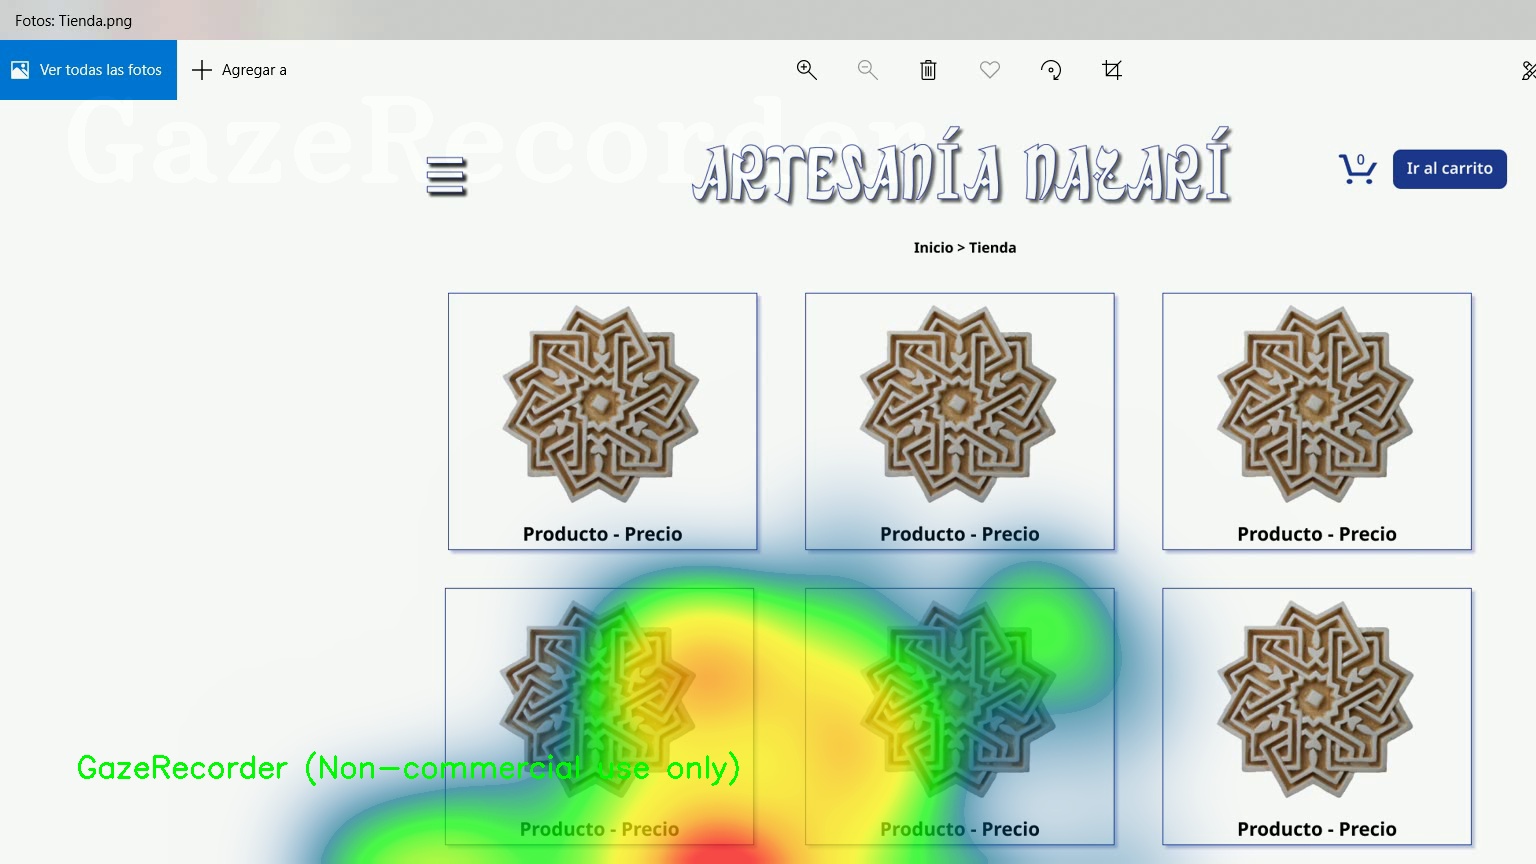 Fotos: Tienda.png
Ver todas las fotos
Agregar a
GazeRecorder
ARTESANÍA NAZARÍ
0
Ir al carrito
Inicio > Tienda
Producto - Precio
Producto - Precio
Producto - Precio
GazeRecorder (Non-commercial use only)
Producto - Precio
Producto - Precio
Producto - Precio